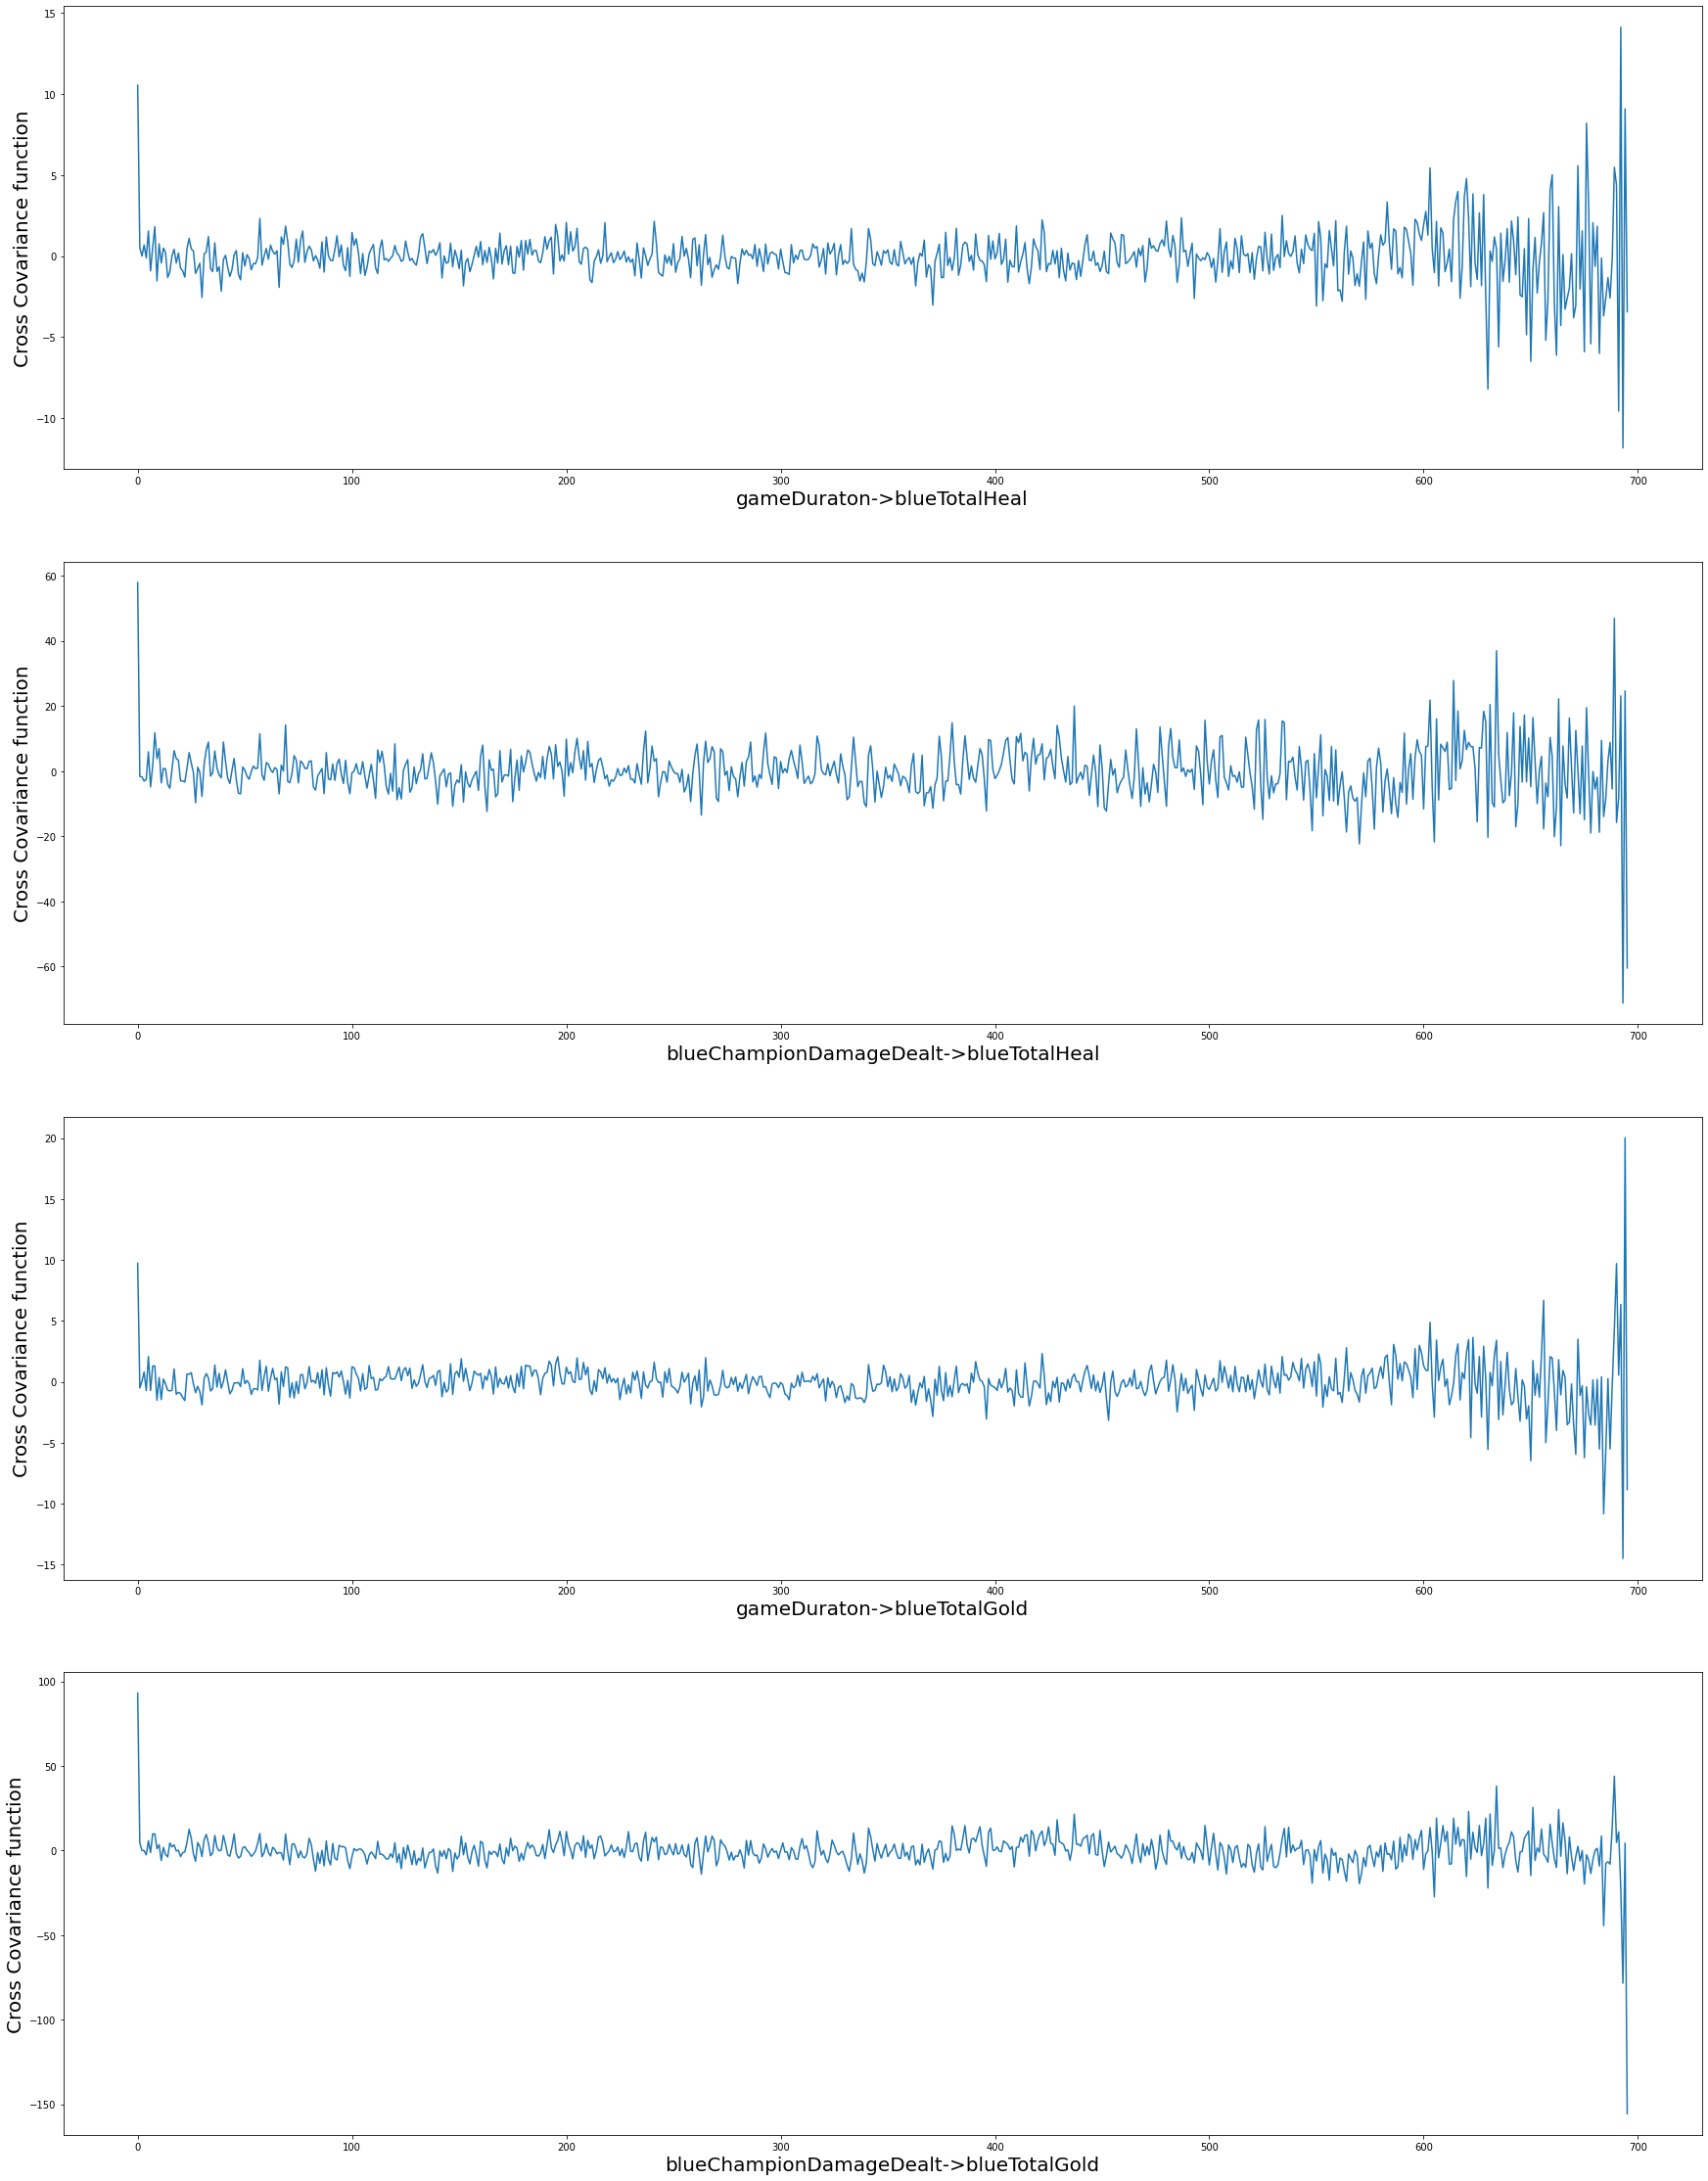 15
10
5
0
−5
−10
Cross Covariance function
0 100 200 300 400 500 600 700
gameDuraton->blueTotalHeal
60
40
20
0
−20
−40
−60
Cross Covariance function
0 100 200 300 400 500 600 700
blueChampionDamageDealt->blueTotalHeal
20
15
10
5
0
−5
−10
−15
Cross Covariance function
0 100 200 300 400 500 600 700
gameDuraton->blueTotalGold
100
50
0
−50
−100
−150
Cross Covariance function
0 100 200 300 400 500 600 700
blueChampionDamageDealt->blueTotalGold